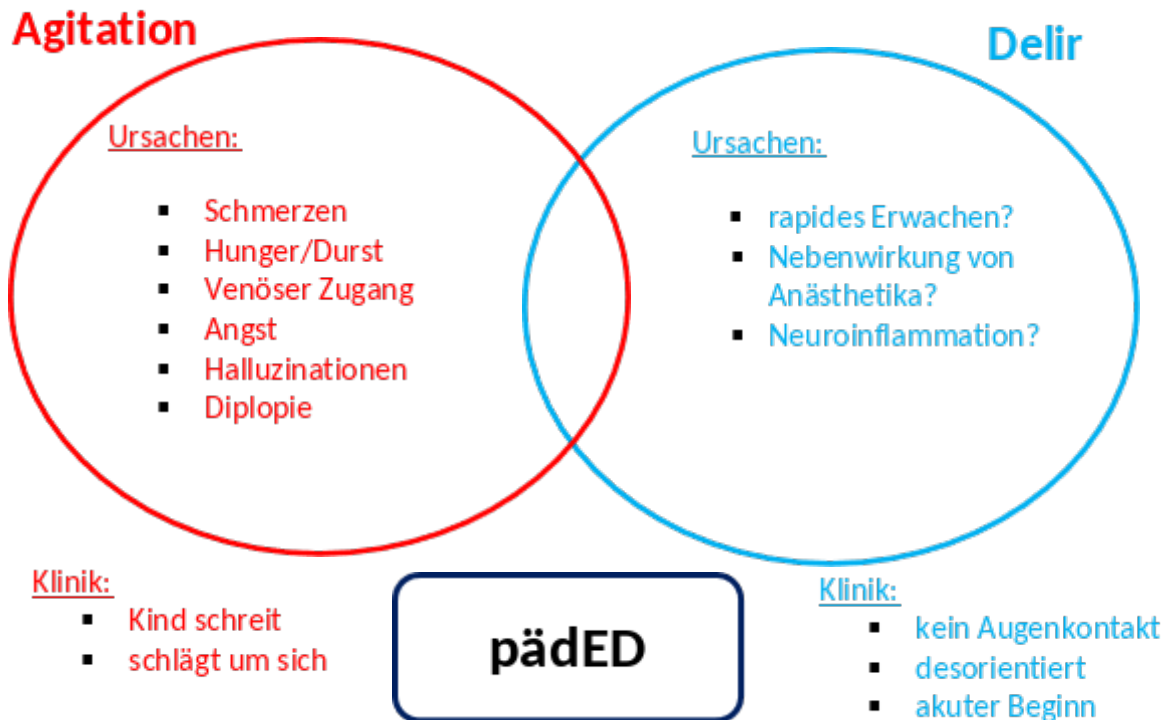 Agitation
Delir
Ursachen:
▪ Schmerzen
▪ Hunger/Durst
▪ Venöser Zugang
▪ Angst
▪ Halluzinationen
▪ Diplopie
Ursachen:
▪ rapides Erwachen?
▪ Nebenwirkung von
Anästhetika?
▪ Neuroinflammation?
Klinik:
▪ Kind schreit
▪ schlägt um sich
pädED
Klinik:
▪ kein Augenkontakt
▪ desorientiert
▪ akuter Beginn